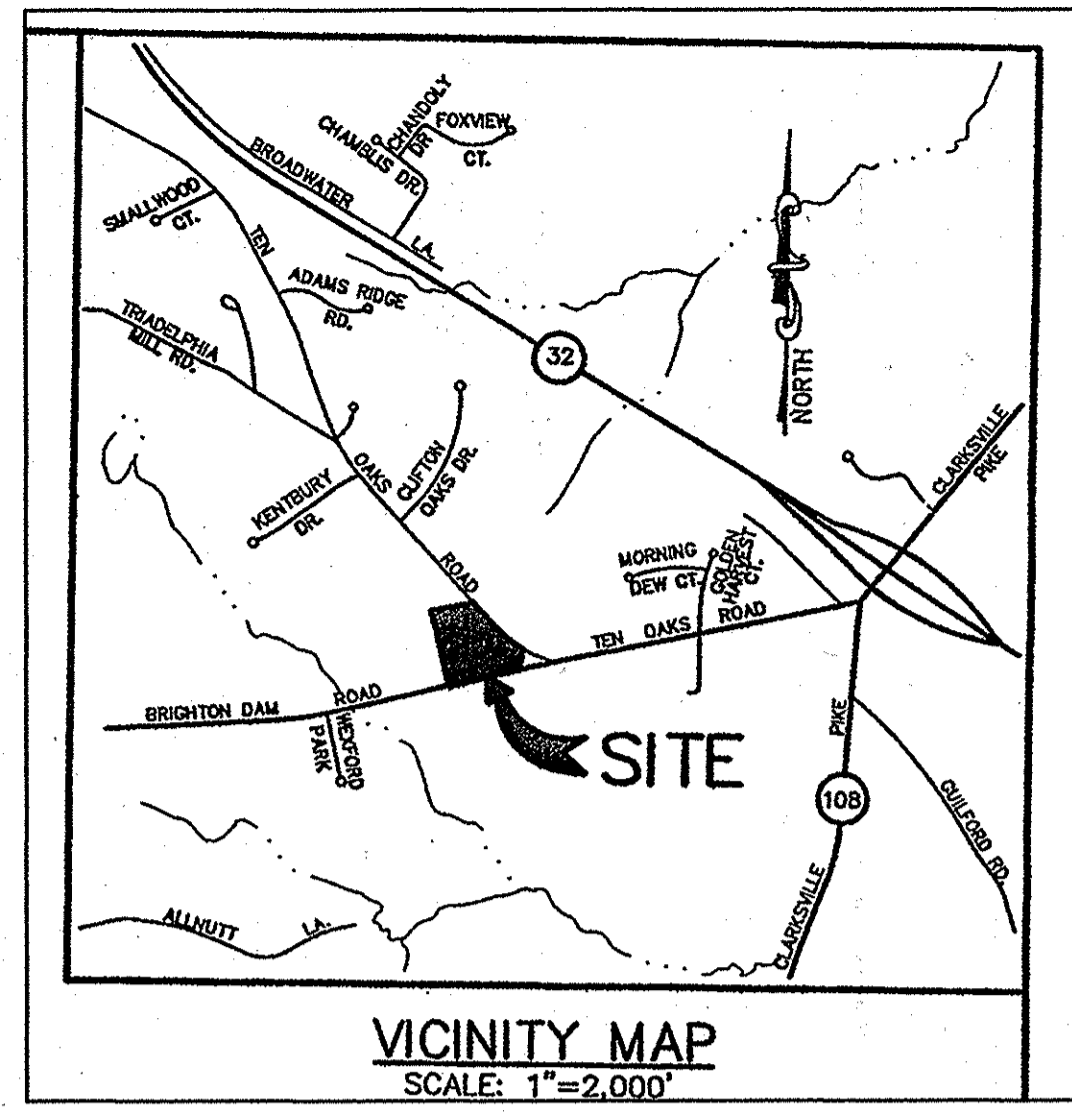 CHANDOLY
DR
FOXVIEW
CT.
CHAMBLIS DR.
BROADWATER
LA.
SMALLWOOD
CT.
TEN
ADAMS RIDGE
RD.
TRIADELPHIA
MILL RD.
32
NORTH
CLARKSVILLE
PIKE
OAKS
CLIFTON
OAKS DR.
KENTBURY
DR.
ROAD
MORNING
DEW CT.
GOLDEN
HARVEST
CT.
TEN OAKS ROAD
BRIGHTON DAM ROAD
WEXFORD
PARK
SITE
PIKE
108
GUILFORD RD.
CLARKSVILLE
ALLNUTT LA.
VICINITY MAP
SCALE: 1"=2,000'